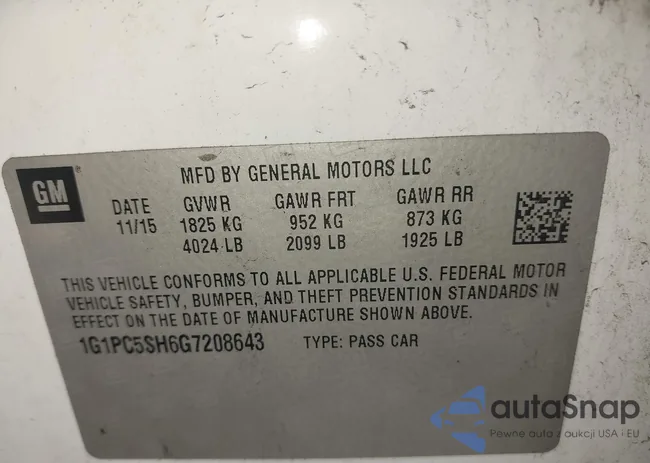 GM
MFD BY GENERAL MOTORS LLC
DATE GVWR GAWR FRT GAWR RR
11/15 1825 KG 952 KG 873 KG
4024 LB 2099 LB 1925 LB
THIS VEHICLE CONFORMS TO ALL APPLICABLE U.S. FEDERAL MOTOR
VEHICLE SAFETY, BUMPER, AND THEFT PREVENTION STANDARDS IN
EFFECT ON THE DATE OF MANUFACTURE SHOWN ABOVE.
1G1PC5SH6G7208643 TYPE: PASS CAR
autaSnap
Pewne auta z aukcji USA i EU